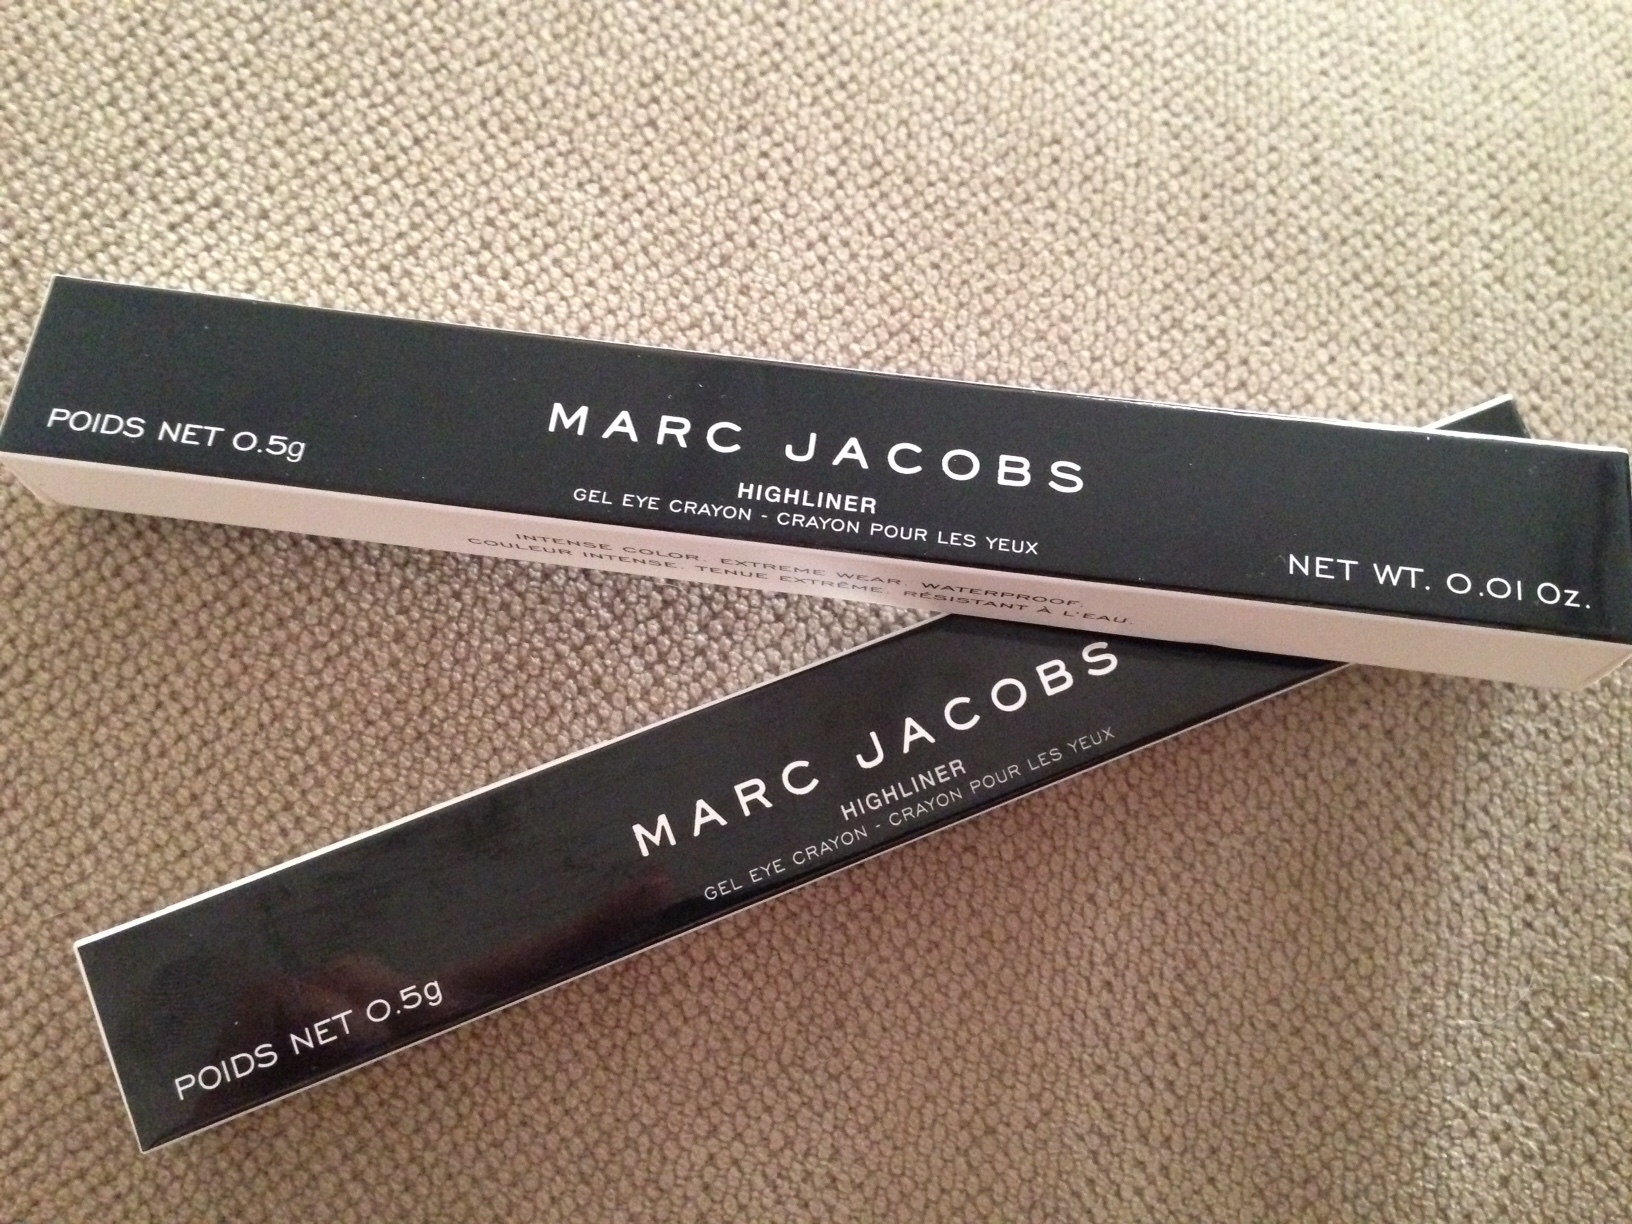 POIDS NET 0.5g
MARC JACOBS
HIGHLINER
GEL EYE CRAYON - CRAYON POUR LES YEUX
NET WT. 0.01 Oz.
INTENSE COLOR. EXTREME WEAR. WATERPROOF.
COULEUR INTENSE. TENUE EXTRÊME. RÉSISTANT À L'EAU.
MARC JACOBS
HIGHLINER
GEL EYE CRAYON - CRAYON POUR LES YEUX
POIDS NET 0.5g